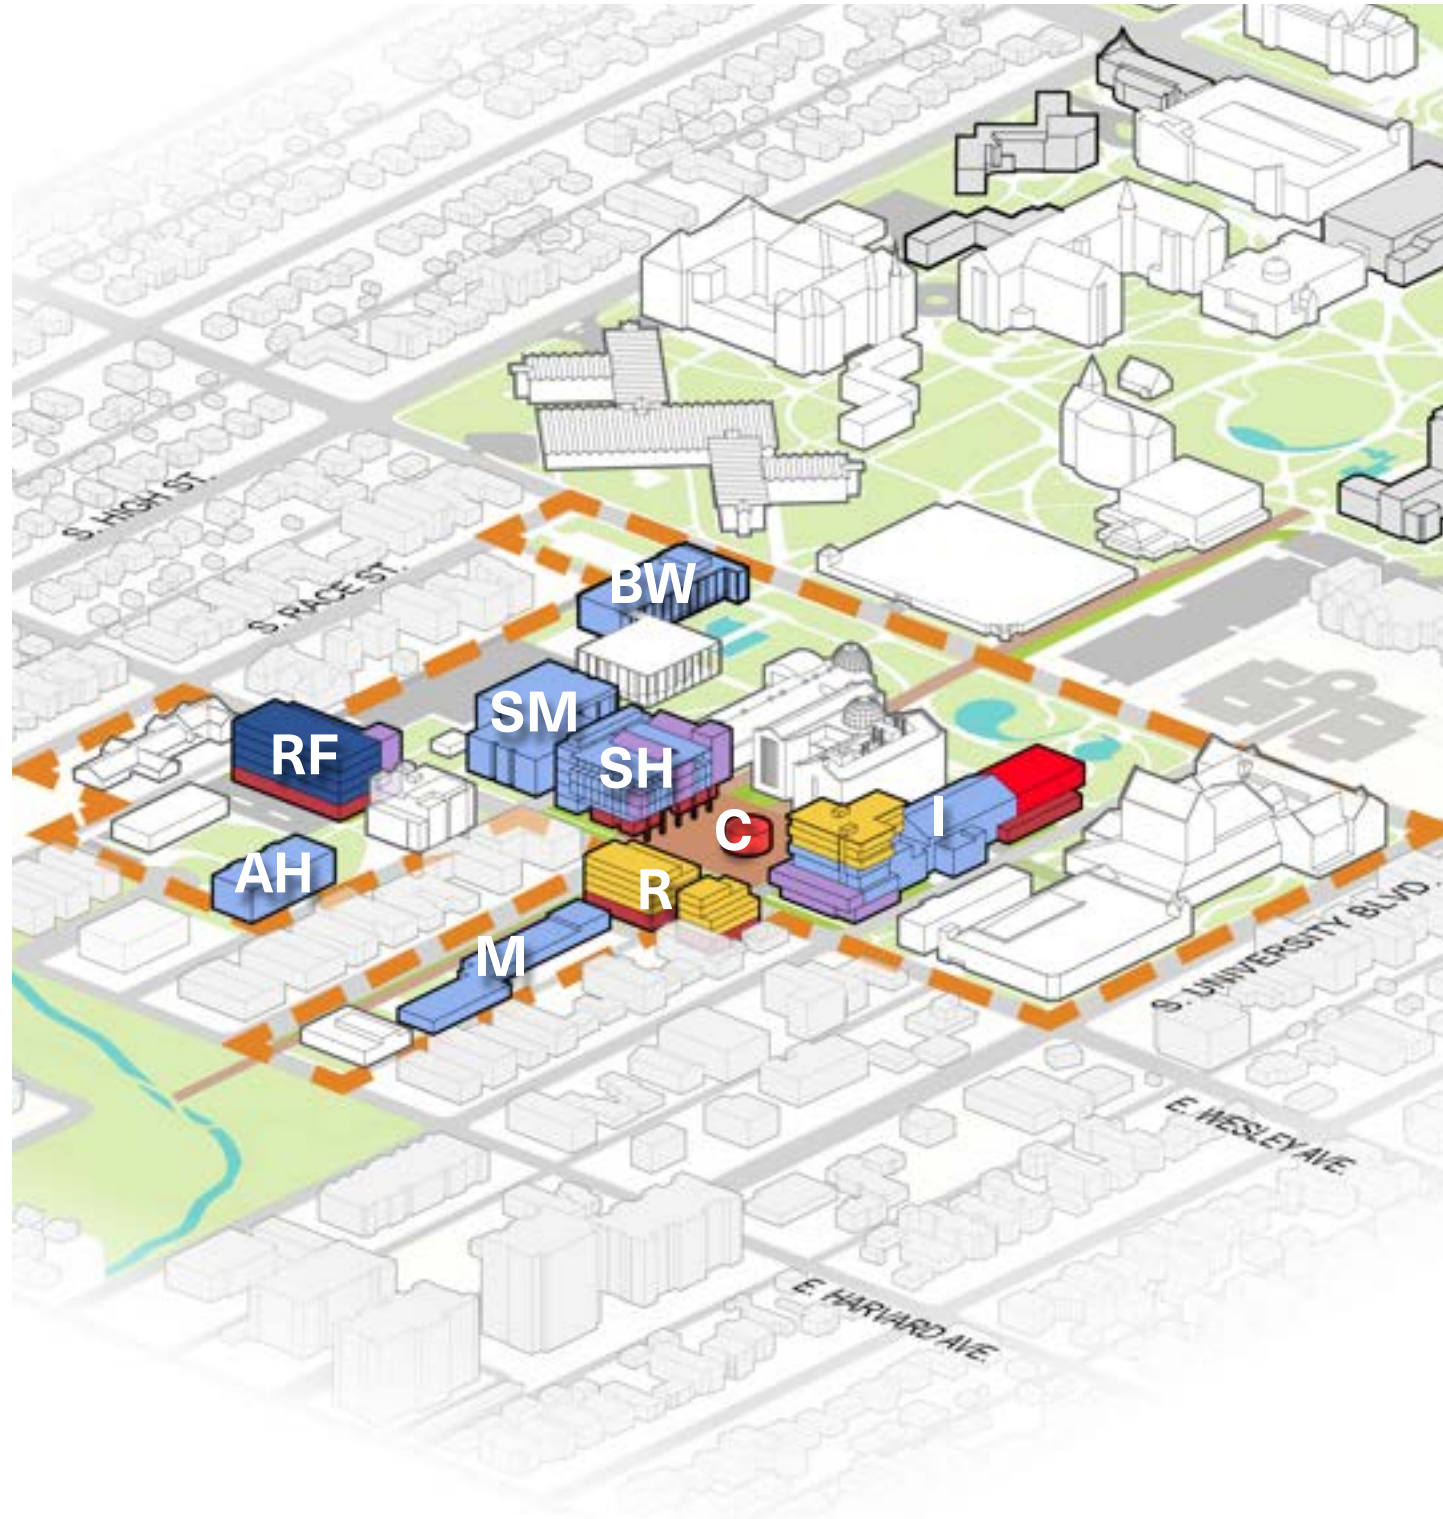 S. HIGH ST.
S. RACE ST.
BW
SM
RF
SH
C
I
AH
R
M
S. UNIVERSITY BLVD.
E. WESLEY AVE.
E. HARVARD AVE.